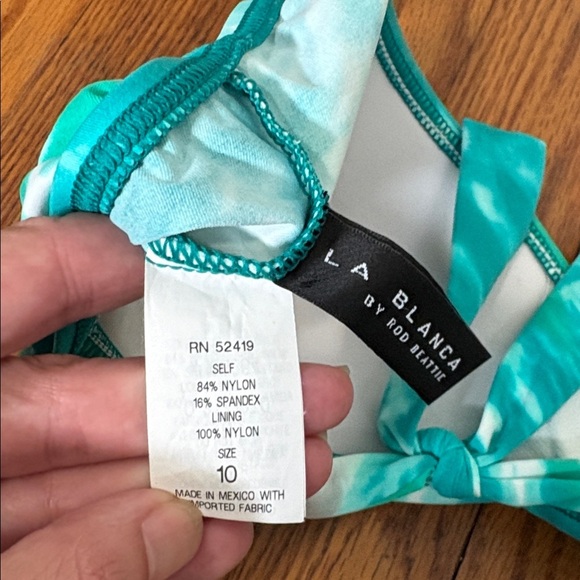 LA BLANCA
BY ROD BEATTIE
RN 52419
SELF
84% NYLON
16% SPANDEX
LINING
100% NYLON
SIZE
10
MADE IN MEXICO WITH
IMPORTED FABRIC